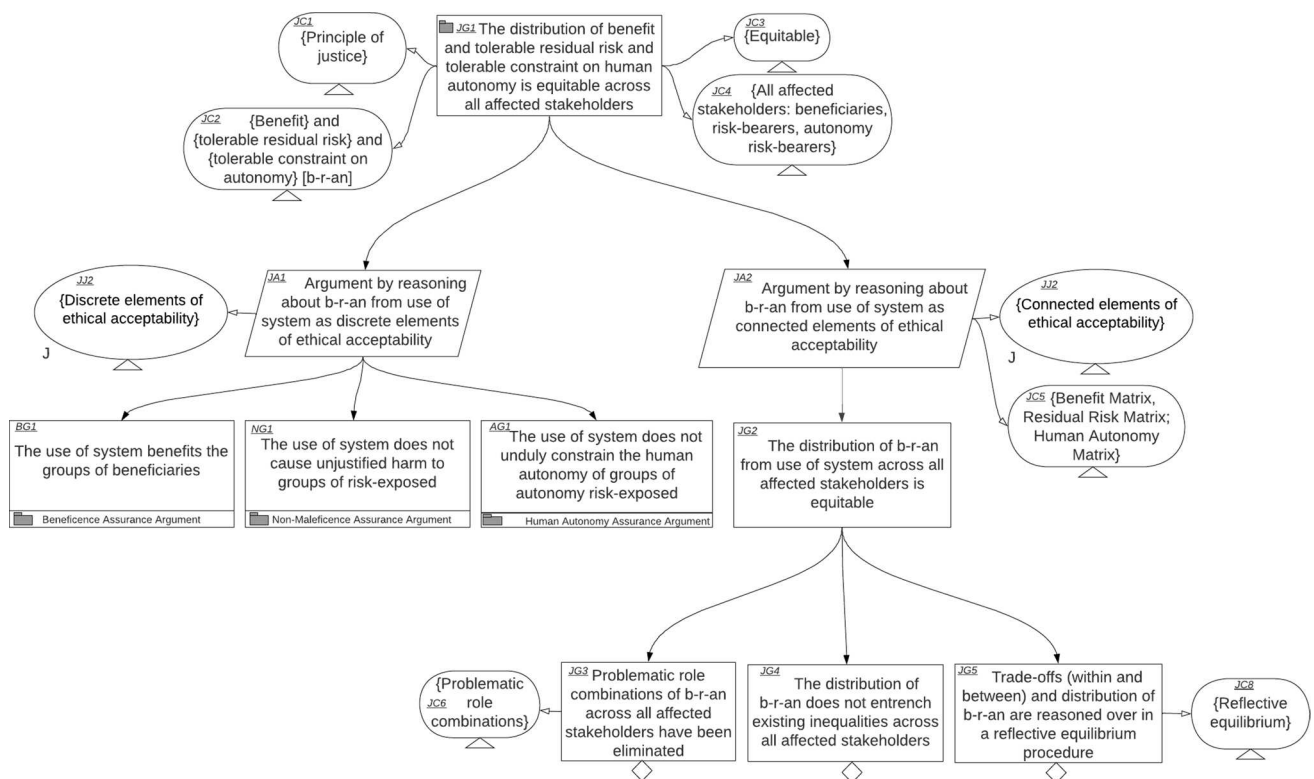 JC1
{Principle of
justice}
JG1 The distribution of benefit
and tolerable residual risk and
tolerable constraint on human
autonomy is equitable across
all affected stakeholders
JC3
{Equitable}
JC4 {All affected
stakeholders: beneficiaries,
risk-bearers, autonomy
risk-bearers}
JC2 {Benefit} and
{tolerable residual risk} and
{tolerable constraint on
autonomy} [b-r-an]
JJ2
{Discrete elements of
ethical acceptability}
J
JA1 Argument by reasoning
about b-r-an from use of
system as discrete elements
of ethical acceptability
JA2
Argument by reasoning about
b-r-an from use of system as
connected elements of ethical
acceptability
JJ2
{Connected elements of
ethical acceptability}
J
JC5 {Benefit Matrix,
Residual Risk Matrix;
Human Autonomy
Matrix}
BG1
The use of system benefits the
groups of beneficiaries
Beneficence Assurance Argument
NG1
The use of system does not
cause unjustified harm to
groups of risk-exposed
Non-Maleficence Assurance Argument
AG1
The use of system does not
unduly constrain the human
autonomy of groups of
autonomy risk-exposed
Human Autonomy Assurance Argument
JG2
The distribution of b-r-an
from use of system across all
affected stakeholders is
equitable
{Problematic
JC6 role
combinations}
JG3 Problematic role
combinations of b-r-an
across all affected
stakeholders have been
eliminated
JG4
The distribution of
b-r-an does not entrench
existing inequalities across
all affected stakeholders
JG5 Trade-offs (within and
between) and distribution of
b-r-an are reasoned over in
a reflective equilibrium
procedure
JC8
{Reflective
equilibrium}